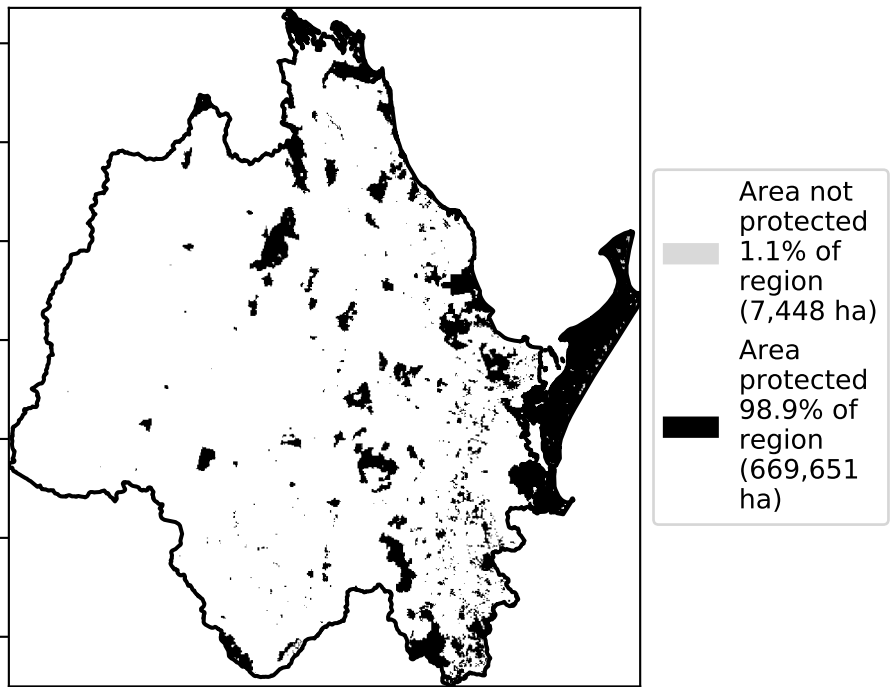 Area not
protected
1.1% of
region
(7,448 ha)
Area
protected
98.9% of
region
(669,651
ha)